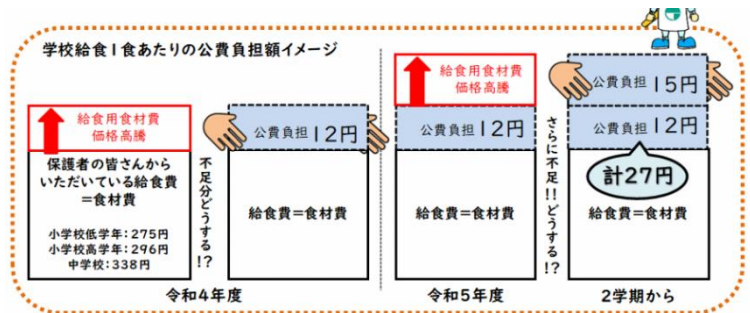 学校給食1食あたりの公費負担額イメージ
給食用食材費
価格高騰
保護者の皆さんから
いただいている給食費
=食材費
小学校低学年:275円
小学校高学年:296円
中学校:338円
不足分どうする!?
公費負担12円
給食費=食材費
令和4年度
給食用食材費
価格高騰
公費負担12円
給食費=食材費
令和5年度
さらに不足!!どうする!?
公費負担15円
公費負担12円
計27円
給食費=食材費
2学期から